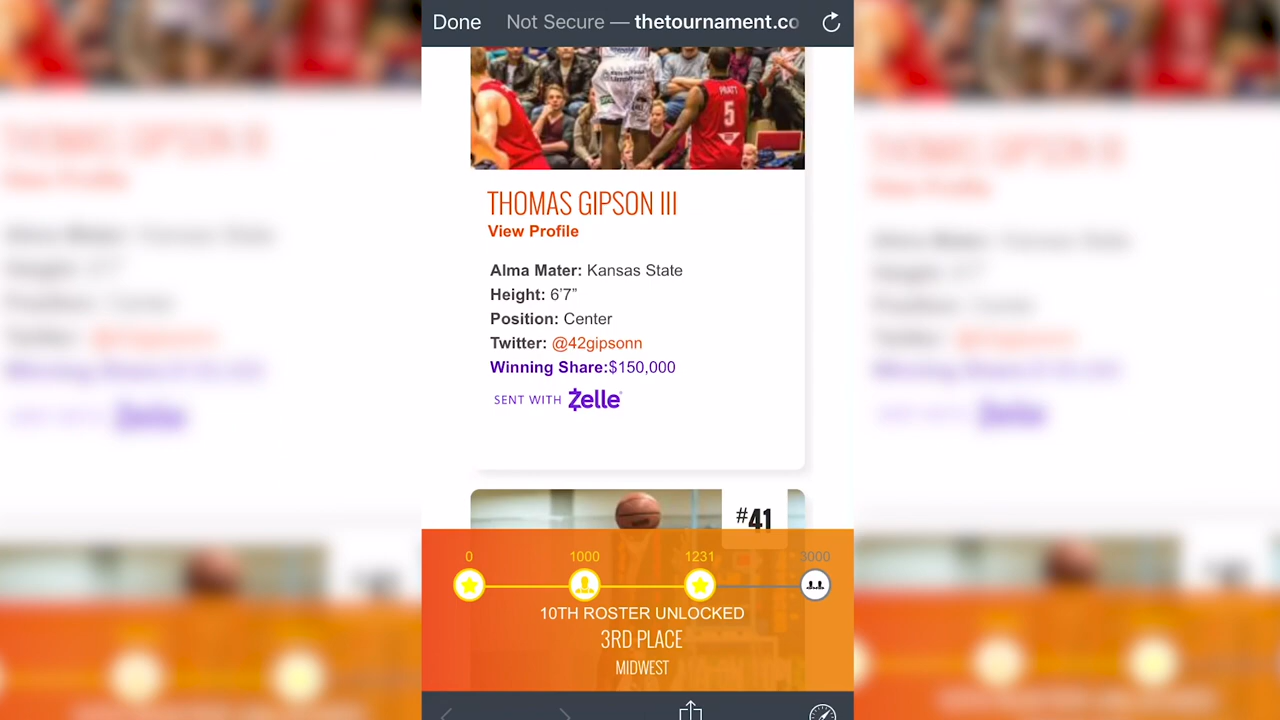 Done Not Secure — thetournament.co
PRATT
5
THOMAS GIPSON III
View Profile
Alma Mater: Kansas State
Height: 6'7”
Position: Center
Twitter: @42gipsonn
Winning Share:$150,000
SENT WITH Zelle
#41
0 1000 1231 3000
10TH ROSTER UNLOCKED
3RD PLACE
MIDWEST